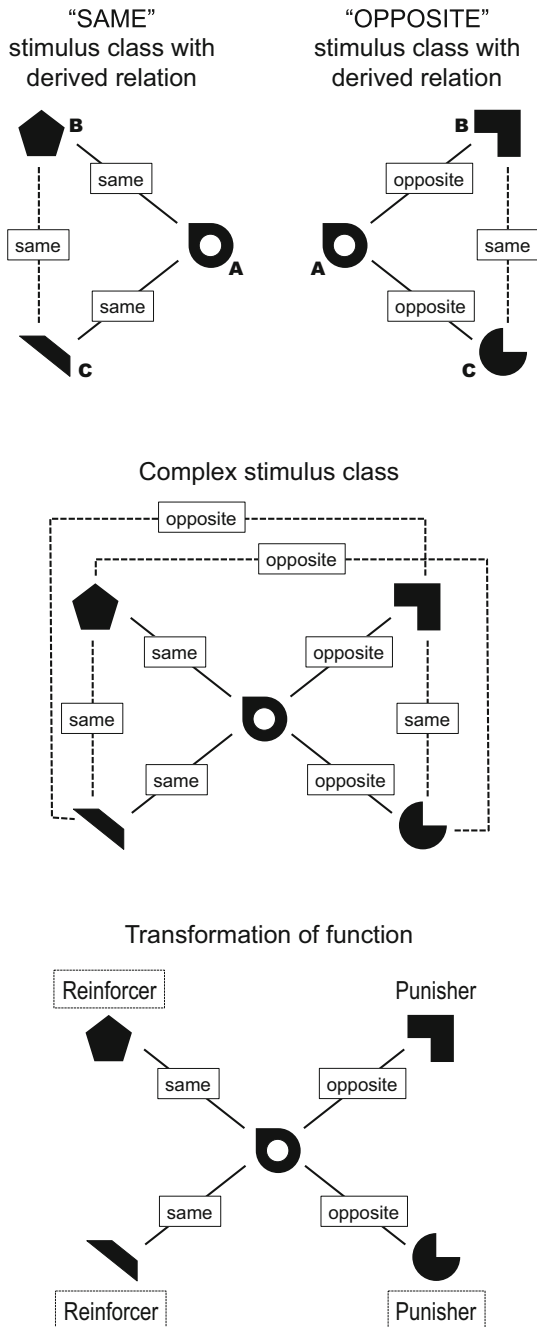 “SAME”
stimulus class with
derived relation
“OPPOSITE”
stimulus class with
derived relation
B
same
same
A
same
C
B
opposite
same
A
opposite
C
Complex stimulus class
opposite
opposite
same
opposite
same
same
same
opposite
Transformation of function
Reinforcer
Punisher
same
opposite
same
opposite
Reinforcer
Punisher